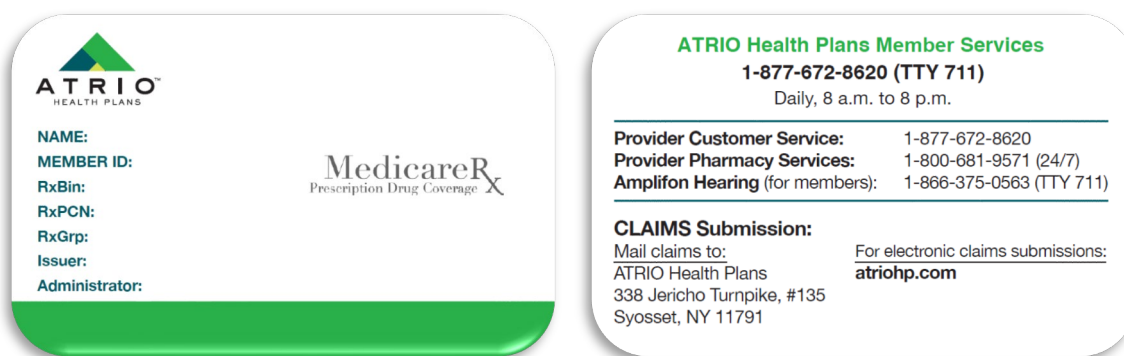 ATRIO™
HEALTH PLANS
NAME:
MEMBER ID:
RxBin:
RxPCN:
RxGrp:
Issuer:
Administrator:
MedicareRx
Prescription Drug Coverage
ATRIO Health Plans Member Services
1-877-672-8620 (TTY 711)
Daily, 8 a.m. to 8 p.m.
Provider Customer Service: 1-877-672-8620
Provider Pharmacy Services: 1-800-681-9571 (24/7)
Amplifon Hearing (for members): 1-866-375-0563 (TTY 711)
CLAIMS Submission:
Mail claims to:
ATRIO Health Plans
338 Jericho Turnpike, #135
Syosset, NY 11791
For electronic claims submissions:
atriohp.com